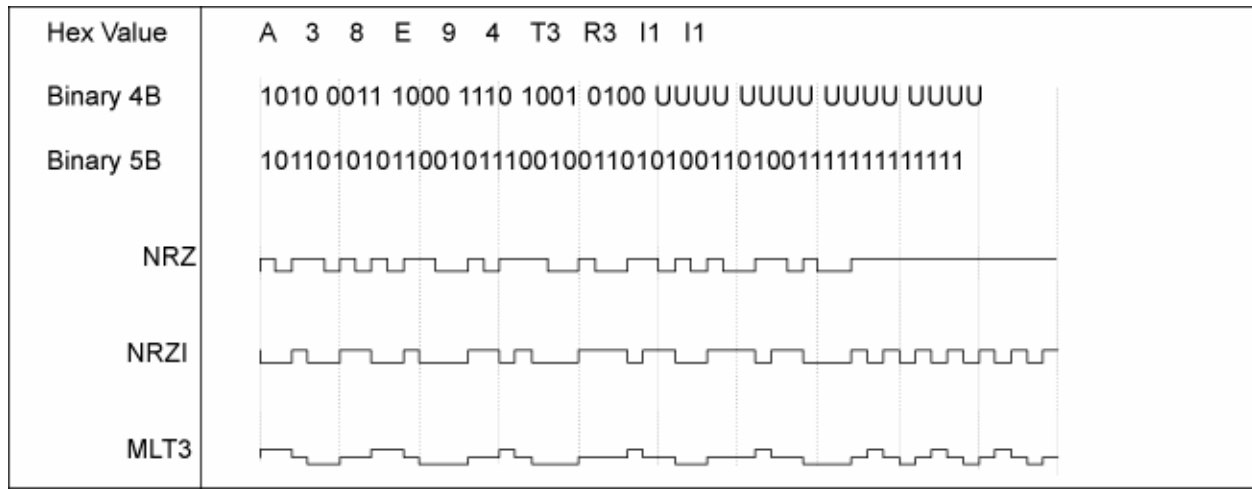 Hex Value A 3 8 E 9 4 T3 R3 I1 I1
Binary 4B 1010 0011 1000 1110 1001 0100 UUUU UUUU UUUU UUUU
Binary 5B 10110101011001011100100110101001101001111111111111
NRZ
NRZI
MLT3